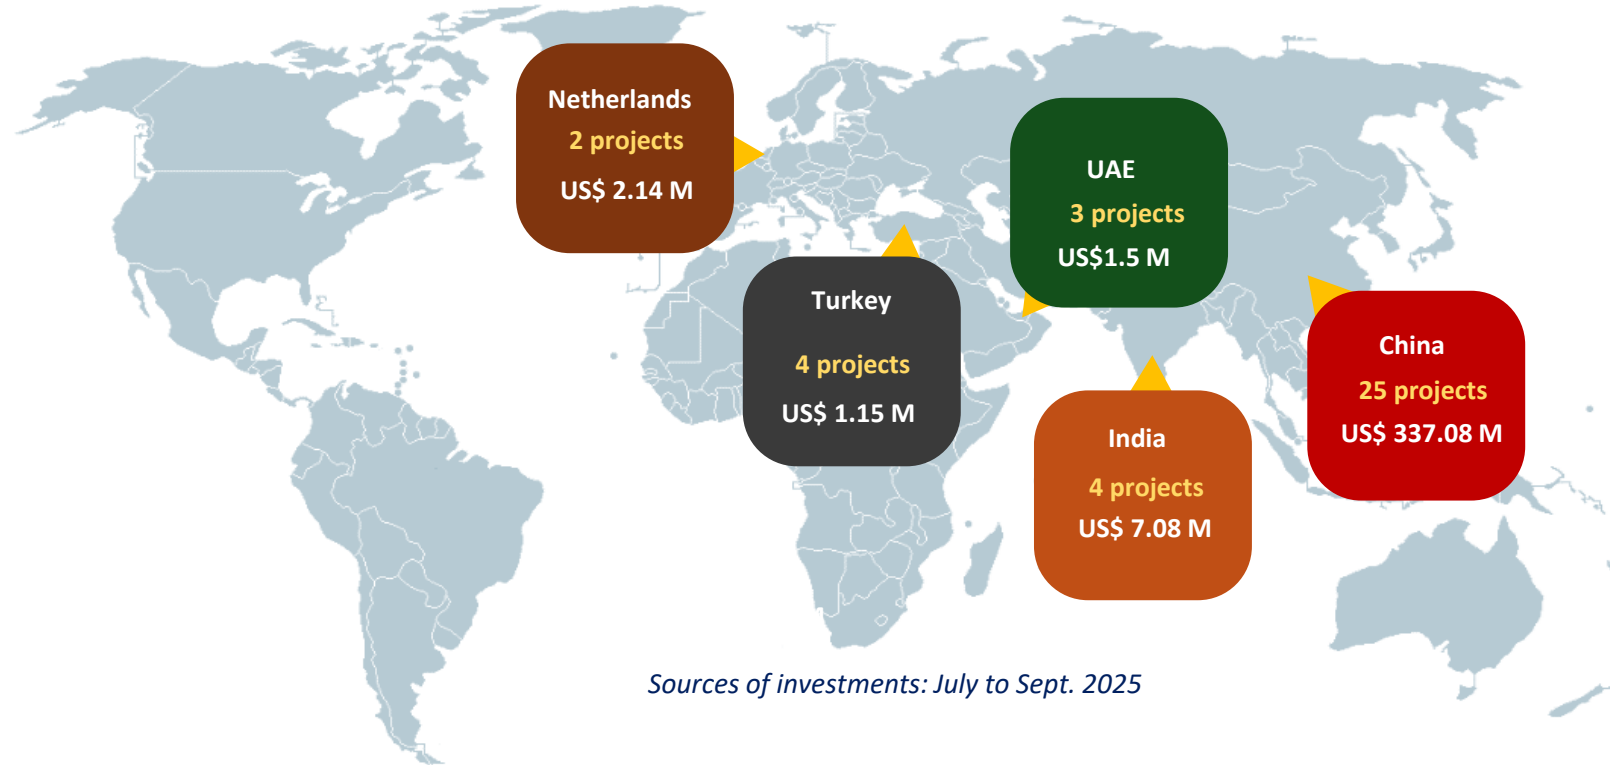 Netherlands
2 projects
US$ 2.14 M
UAE
3 projects
US$1.5 M
Turkey
4 projects
US$ 1.15 M
China
25 projects
US$ 337.08 M
India
4 projects
US$ 7.08 M
Sources of investments: July to Sept. 2025